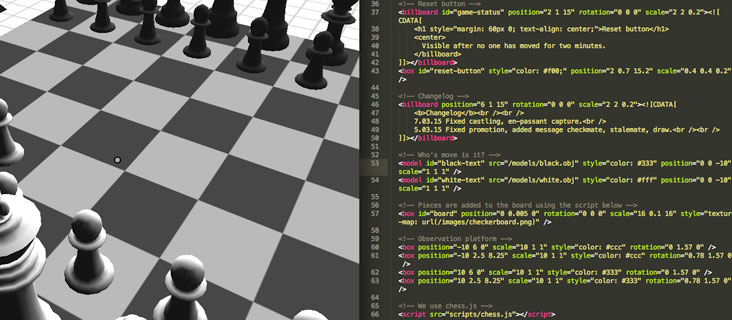 36 <!-- Reset button -->
37 <billboard id="game-status" position="2 1 15" rotation="0 0 0" scale="2 2 0.2"><![
CDATA[
38 <h1 style="margin: 60px 0; text-align: center;">Reset button</h1>
39 <center>
40 Visible after no one has moved for two minutes.
41 </billboard>
42 ]]></billboard>
43 <box id="reset-button" style="color: #f00;" position="2 0.7 15.2" scale="0.4 0.4 0.2"
/>
44
45 <!-- Changelog -->
46 <billboard position="6 1 15" rotation="0 0 0" scale="2 2 0.2"><![CDATA[
47 <b>Changelog</b><br /><br />
48 7.03.15 Fixed castling, en-passant capture.<br />
49 5.03.15 Fixed promotion, added message checkmate, stalemate, draw.<br /><br />
50 ]]></billboard>
51
52 <!-- Who's move is it? -->
53 <model id="black-text" src="/models/black.obj" style="color: #333" position="0 0 -10"
scale="1 1 1" />
54 <model id="white-text" src="/models/white.obj" style="color: #fff" position="0 0 -10"
scale="1 1 1" />
55
56 <!-- Pieces are added to the board using the script below -->
57 <box id="board" position="0 0.005 0" rotation="0 0 0" scale="16 0.1 16" style="texture
-map: url(/images/checkerboard.png)" />
58
59 <!-- Observation platform -->
60 <box position="-10 6 0" scale="10 1 1" style="color: #ccc" rotation="0 1.57 0" />
61 <box position="-10 2.5 8.25" scale="10 1 1" style="color: #ccc" rotation="0.78 1.57 0"
/>
62 <box position="10 6 0" scale="10 1 1" style="color: #333" rotation="0 1.57 0" />
63 <box position="10 2.5 8.25" scale="10 1 1" style="color: #333" rotation="0.78 1.57 0"
/>
64
65 <!-- We use chess.js -->
66 <script src="scripts/chess.js"></script>